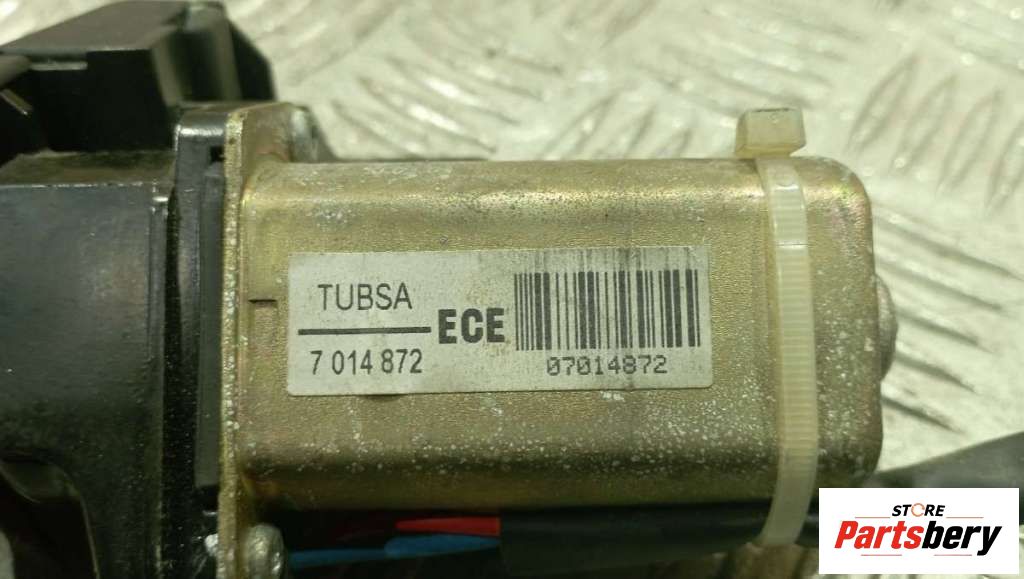 TUBSA
ECE
7 014 872
07014872
STORE
Partsbery